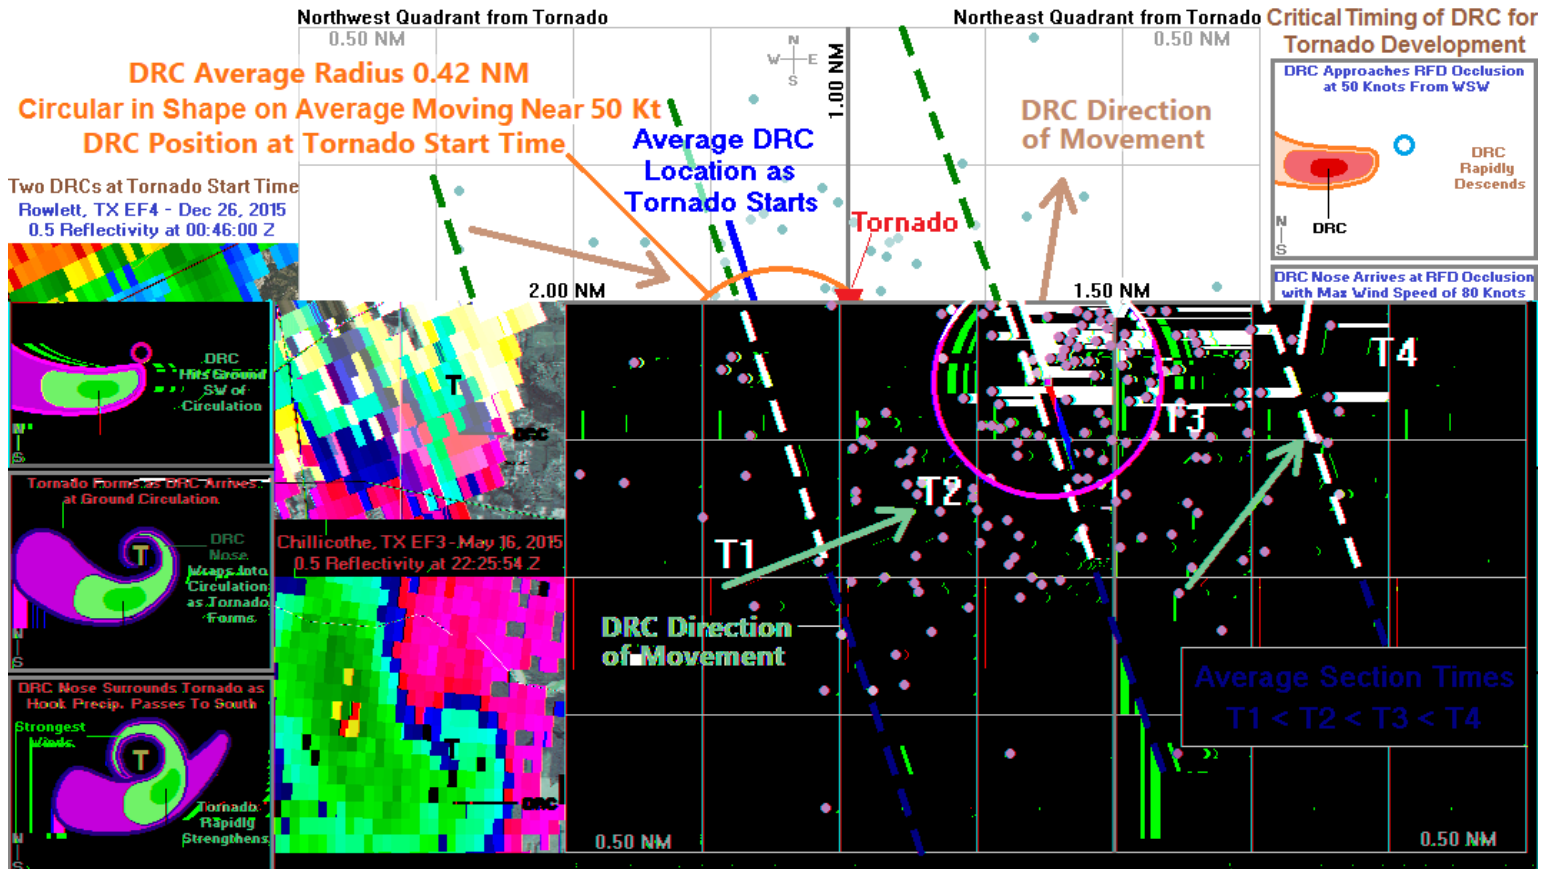 Northwest Quadrant from Tornado
Northeast Quadrant from Tornado
0.50 NM
0.50 NM
N
W E
S
1.00 NM
DRC Average Radius 0.42 NM
Circular in Shape on Average Moving Near 50 Kt
DRC Position at Tornado Start Time
Average DRC
Location as
Tornado Starts
DRC Direction
of Movement
Tornado
2.00 NM
1.50 NM
Critical Timing of DRC for
Tornado Development
DRC Approaches RFD Occlusion
at 50 Knots From WSW
DRC
Rapidly
Descends
DRC
N
S
DRC Nose Arrives at RFD Occlusion
with Max Wind Speed of 80 Knots
Two DRCs at Tornado Start Time
Rowlett, TX EF4 - Dec 26, 2015
0.5 Reflectivity at 00:46:00 Z
T
DRC
DRC
Hits Ground
SW of
Circulation
N
S
Tornado Forms as DRC Arrives
at Ground Circulation
T
DRC
Nose
Wraps Into
Circulation
as Tornado
Forms
N
S
DRC Nose Surrounds Tornado as
Hook Precip. Passes To South
Strongest
Winds
T
Tornado
Rapidly
Strengthens
N
S
Chillicothe, TX EF3 - May 16, 2015
0.5 Reflectivity at 22:25:54 Z
T
DRC
T1
T2
T3
T4
DRC Direction
of Movement
Average Section Times
T1 < T2 < T3 < T4
0.50 NM
0.50 NM